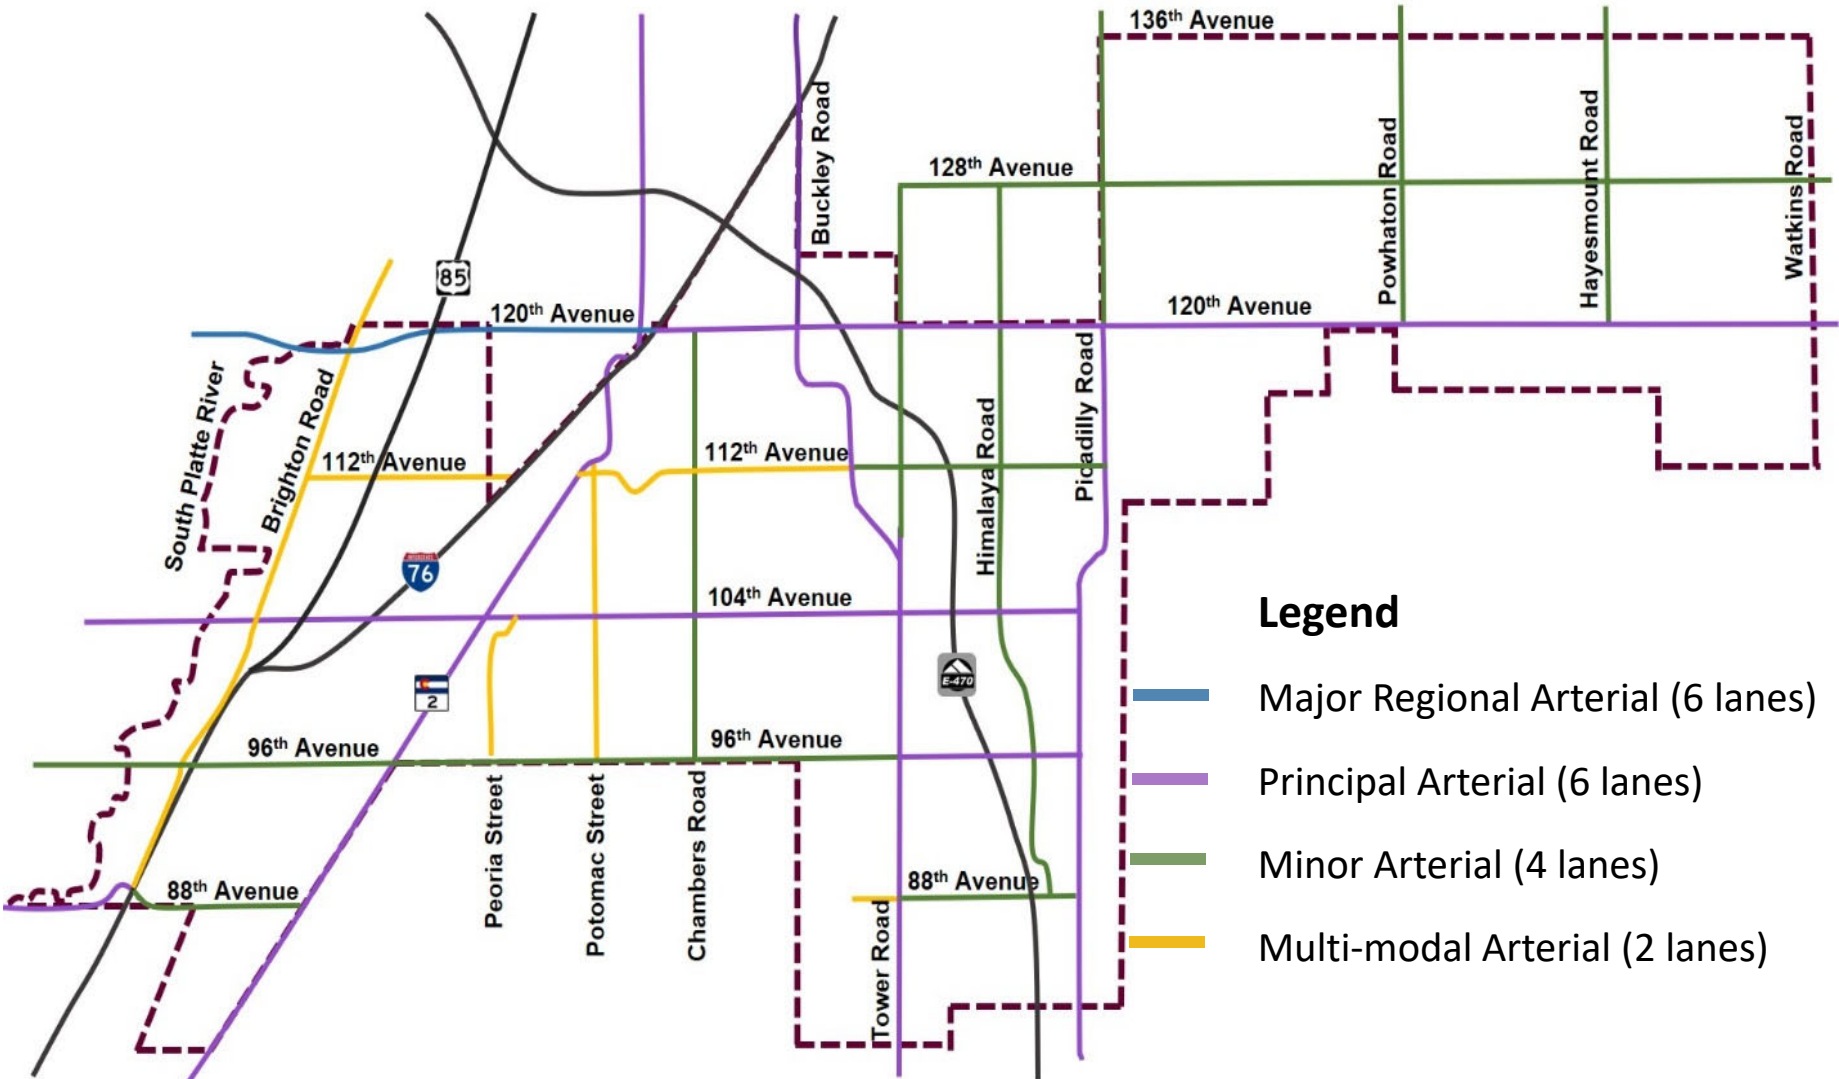 136th Avenue
Buckley Road
128th Avenue
Powhaton Road
Hayesmount Road
Watkins Road
85
120th Avenue
120th Avenue
South Platte River
Brighton Road
112th Avenue
112th Avenue
Himalaya Road
Picadilly Road
76
104th Avenue
Legend
E-470
2
Major Regional Arterial (6 lanes)
96th Avenue
96th Avenue
Principal Arterial (6 lanes)
Peoria Street
Potomac Street
Chambers Road
Minor Arterial (4 lanes)
88th Avenue
88th Avenue
Tower Road
Multi-modal Arterial (2 lanes)